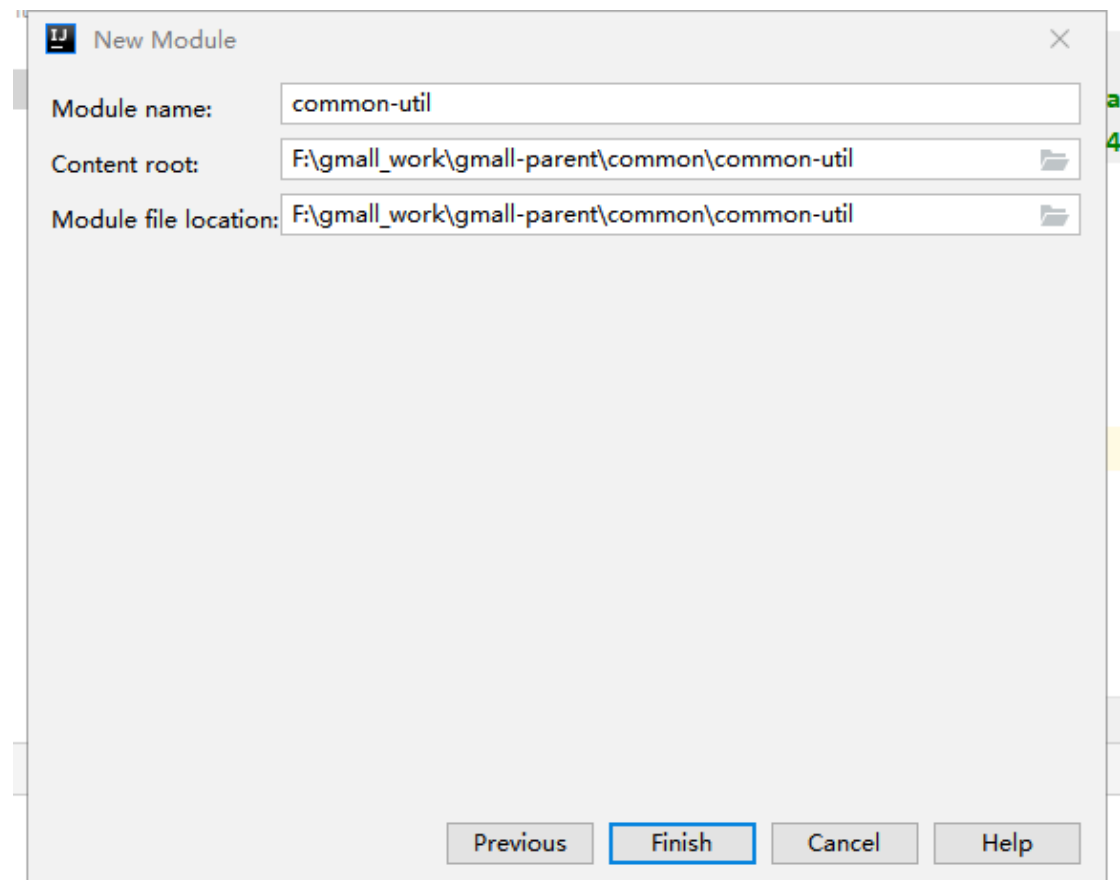 IJ
New Module
Module name: common-util
Content root: F:\gmall_work\gmall-parent\common\common-util
Module file location: F:\gmall_work\gmall-parent\common\common-util
a
4
Previous Finish Cancel Help